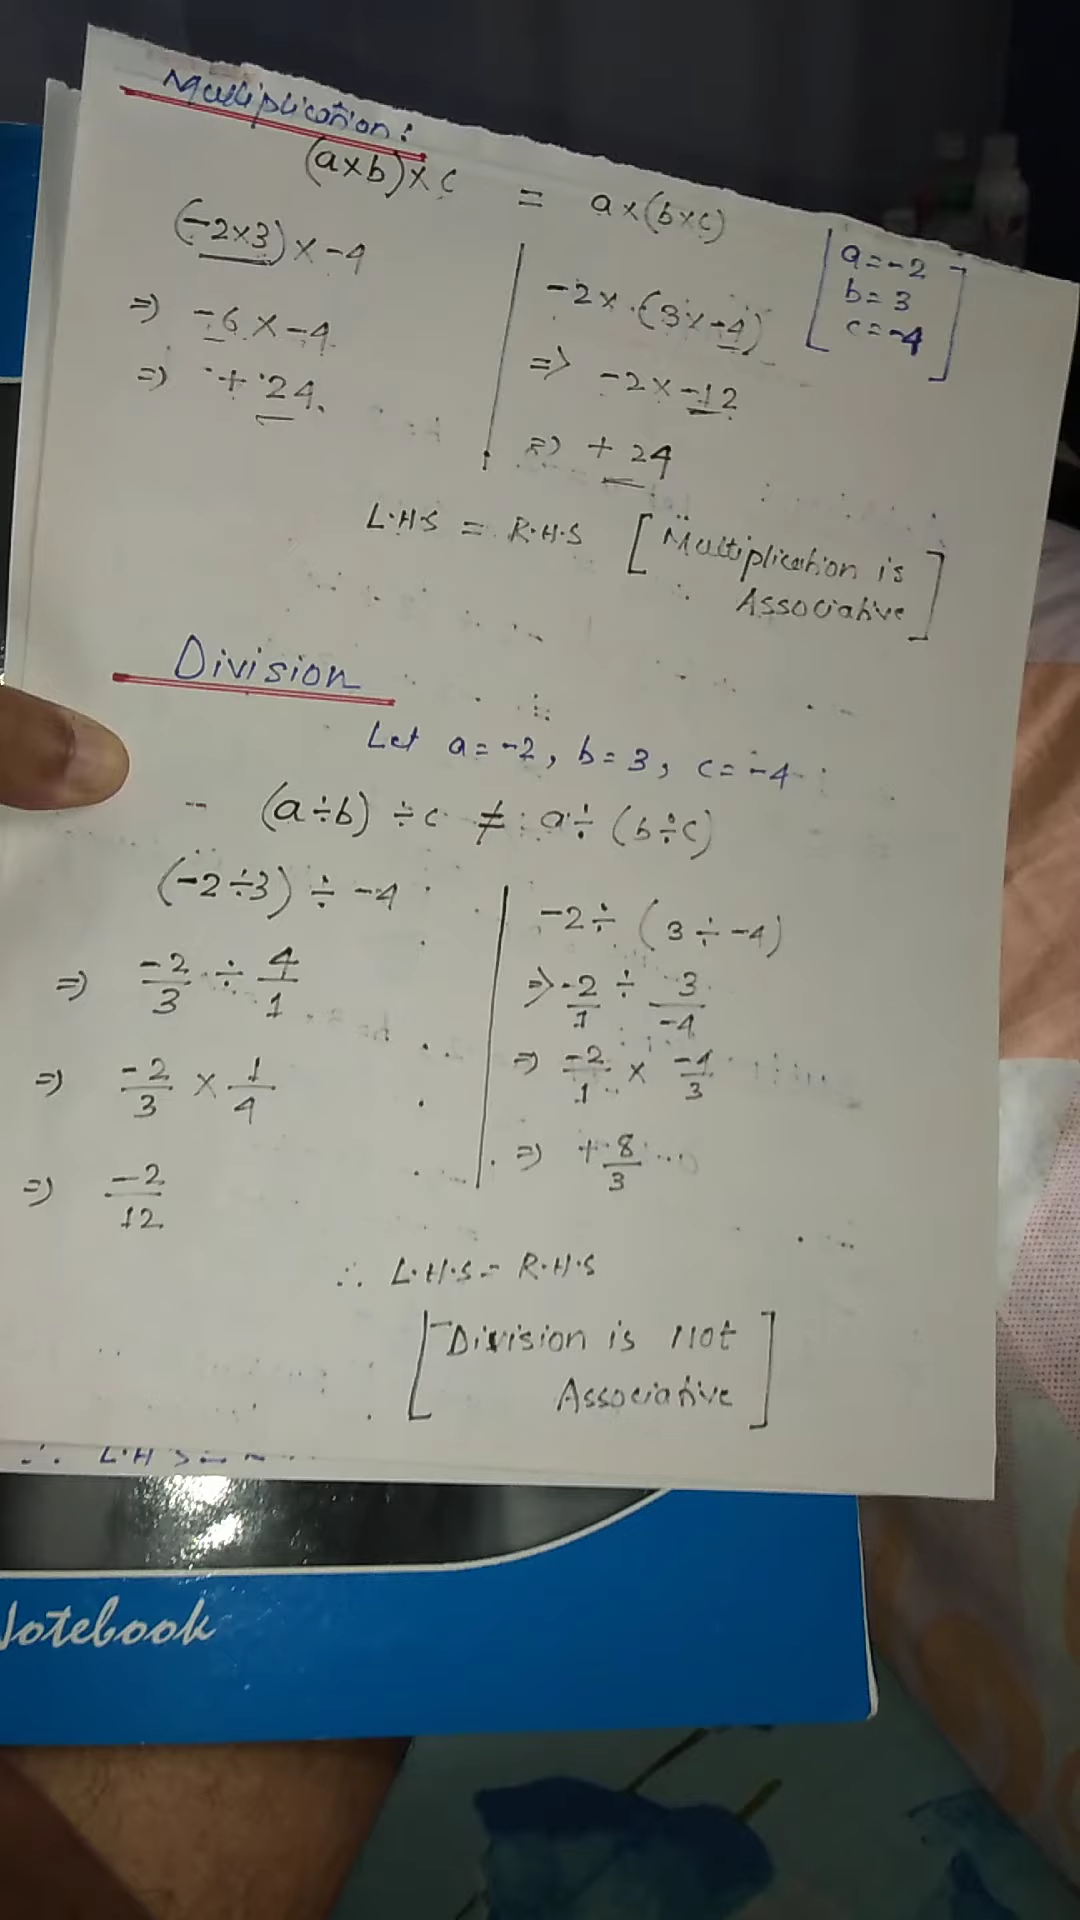 Multiplication:
(a×b)×c = a×(b×c)
[a=-2
b=3
c=-4]
(-2×3)×-4
⇒ -6×-4
⇒ +24.
-2×(3×-4)
⇒ -2×-12
⇒ +24
L.H.S = R.H.S [Multiplication is
Associative]
Division
Let a=-2, b=3, c=-4
(a÷b)÷c ≠ a÷(b÷c)
(-2÷3)÷-4
⇒ -2/3 ÷ 4/1
⇒ -2/3 × 1/4
⇒ -2/12
-2÷(3÷-4)
⇒ -2/1 ÷ 3/-4
⇒ -2/1 × -4/3
⇒ +8/3
∴ L.H.S = R.H.S
[Division is not
Associative]
∴ L.H.S
Notebook